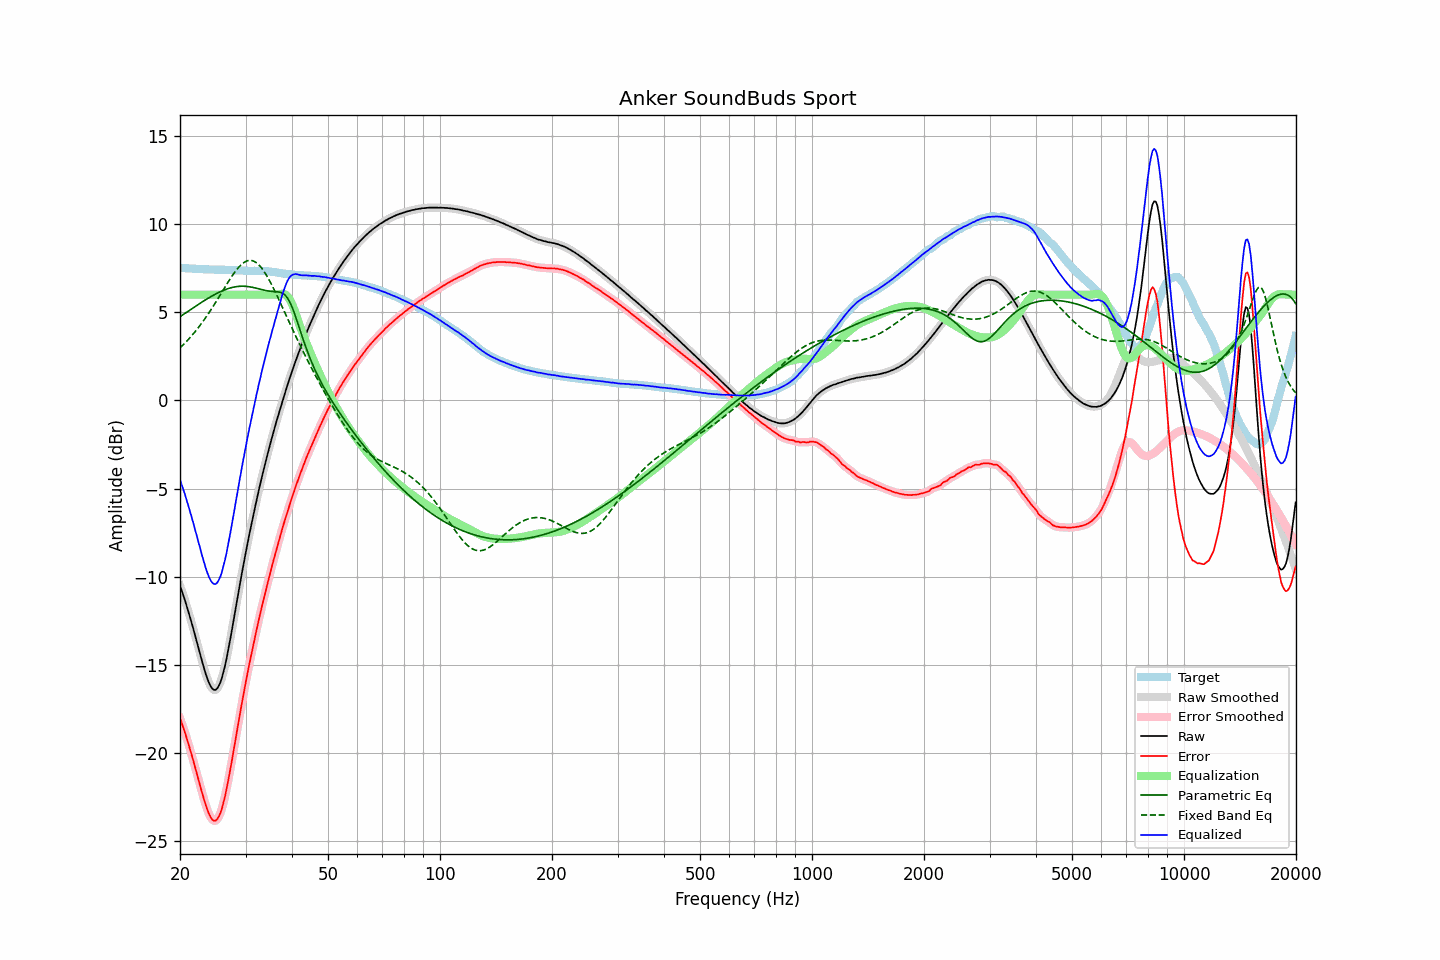 Anker SoundBuds Sport
15
10
5
0
−5
−10
−15
−20
−25
Amplitude (dBr)
20 50 100 200 500 1000 2000 5000 10000 20000
Frequency (Hz)
Target
Raw Smoothed
Error Smoothed
Raw
Error
Equalization
Parametric Eq
Fixed Band Eq
Equalized